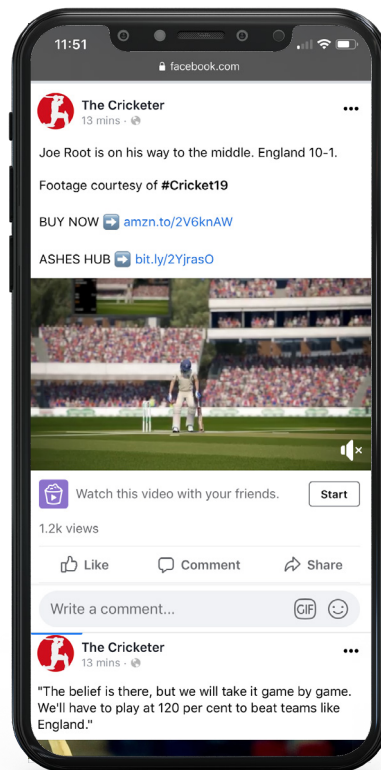 11:51
facebook.com
The Cricketer
13 mins ·
Joe Root is on his way to the middle. England 10-1.
Footage courtesy of #Cricket19
BUY NOW ➡️ amzn.to/2V6knAW
ASHES HUB ➡️ bit.ly/2YjrasO
Watch this video with your friends.
Start
1.2k views
Like
Comment
Share
Write a comment...
GIF
The Cricketer
13 mins ·
"The belief is there, but we will take it game by game.
We'll have to play at 120 per cent to beat teams like
England."